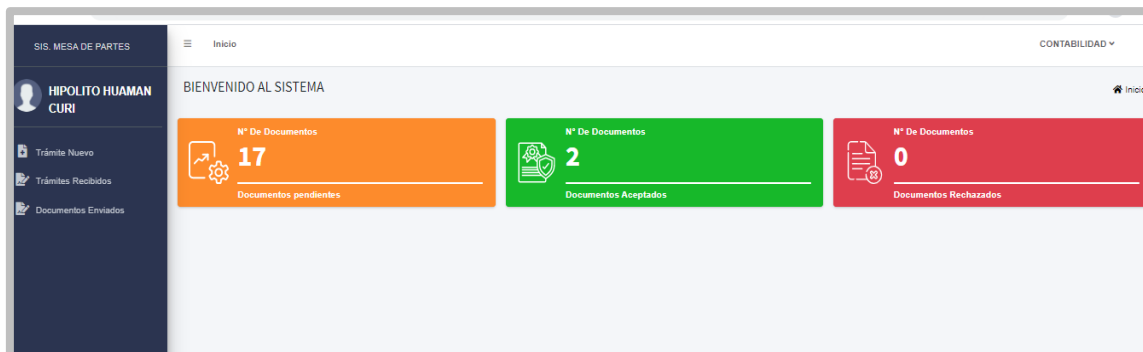 SIS. MESA DE PARTES
Inicio
CONTABILIDAD
HIPOLITO HUAMAN
CURI
BIENVENIDO AL SISTEMA
Inicio
Trámite Nuevo
Trámites Recibidos
Documentos Enviados
N° De Documentos
17
Documentos pendientes
N° De Documentos
2
Documentos Aceptados
N° De Documentos
0
Documentos Rechazados